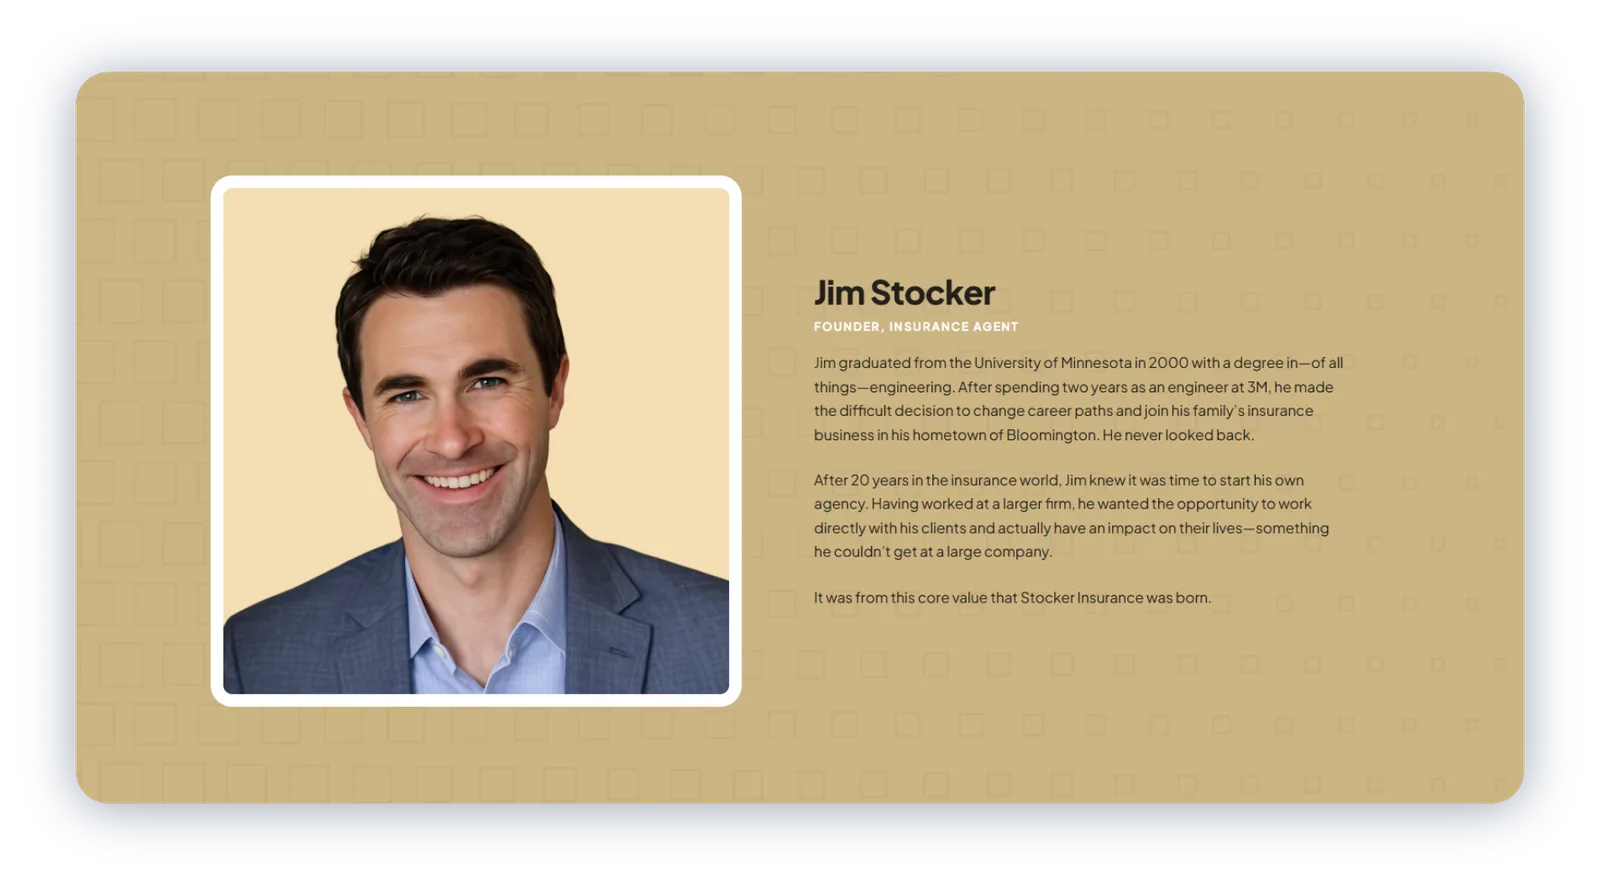 Jim Stocker
FOUNDER, INSURANCE AGENT
Jim graduated from the University of Minnesota in 2000 with a degree in—of all
things—engineering. After spending two years as an engineer at 3M, he made
the difficult decision to change career paths and join his family’s insurance
business in his hometown of Bloomington. He never looked back.
After 20 years in the insurance world, Jim knew it was time to start his own
agency. Having worked at a larger firm, he wanted the opportunity to work
directly with his clients and actually have an impact on their lives—something
he couldn’t get at a large company.
It was from this core value that Stocker Insurance was born.